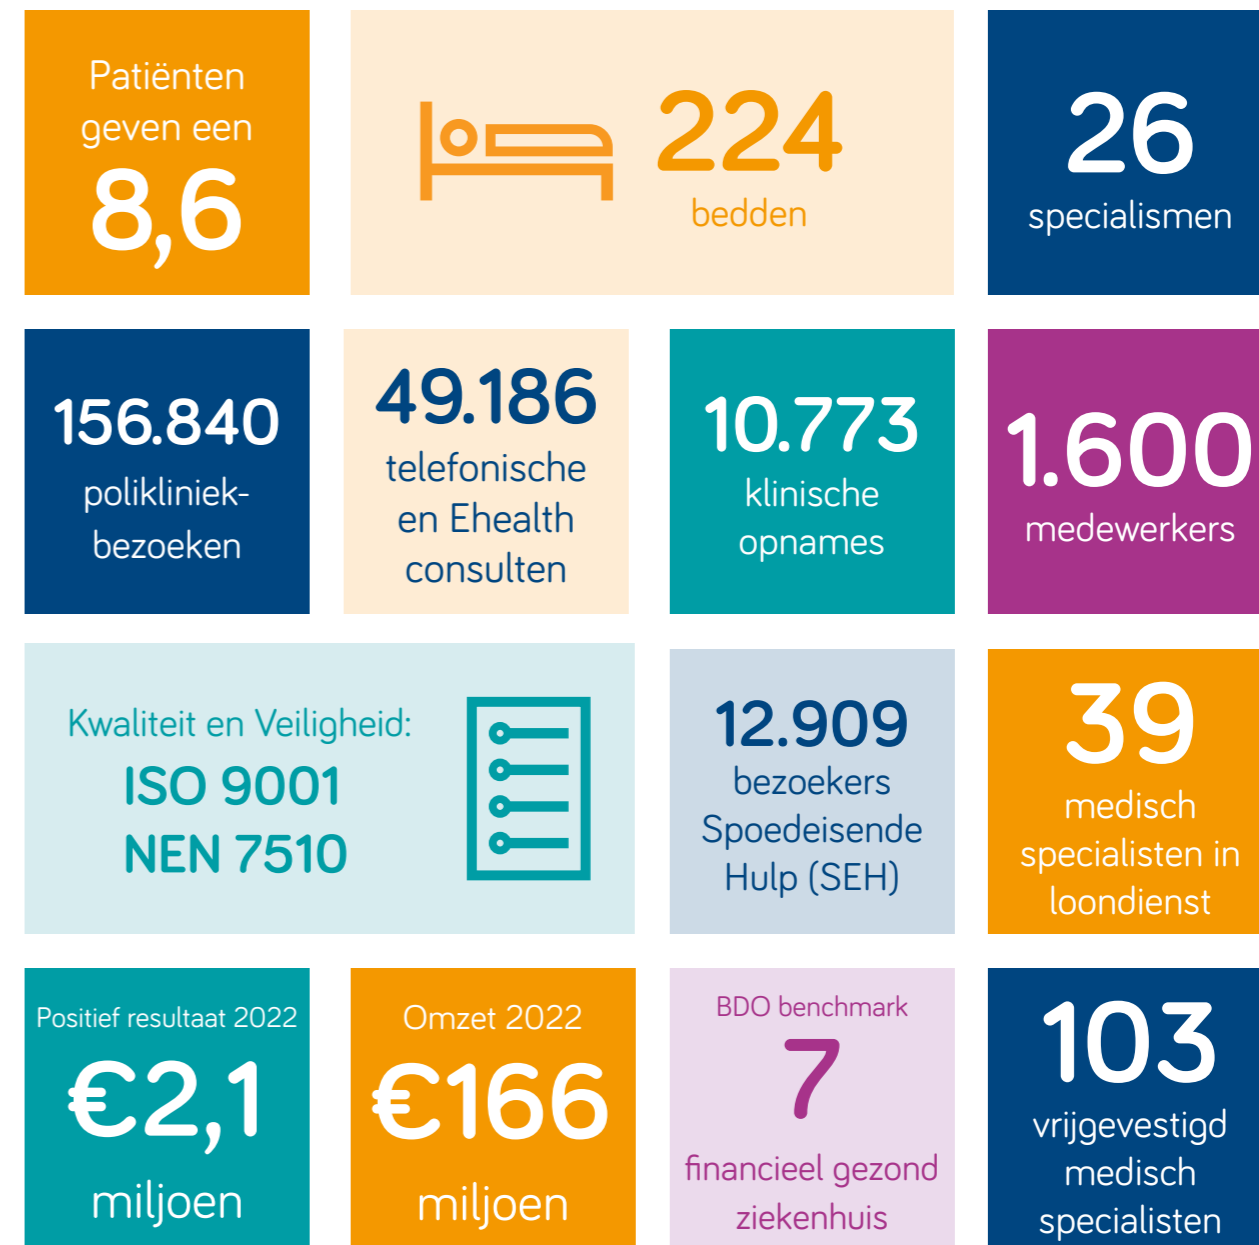 Patiënten
geven een
8,6
224
bedden
26
specialismen
156.840
polikliniek-
bezoeken
49.186
telefonische
en Ehealth
consulten
10.773
klinische
opnames
1.600
medewerkers
Kwaliteit en Veiligheid:
ISO 9001
NEN 7510
12.909
bezoekers
Spoedeisende
Hulp (SEH)
39
medisch
specialisten in
loondienst
Positief resultaat 2022
€2,1
miljoen
Omzet 2022
€166
miljoen
BDO benchmark
7
financieel gezond
ziekenhuis
103
vrijgevestigd
medisch
specialisten